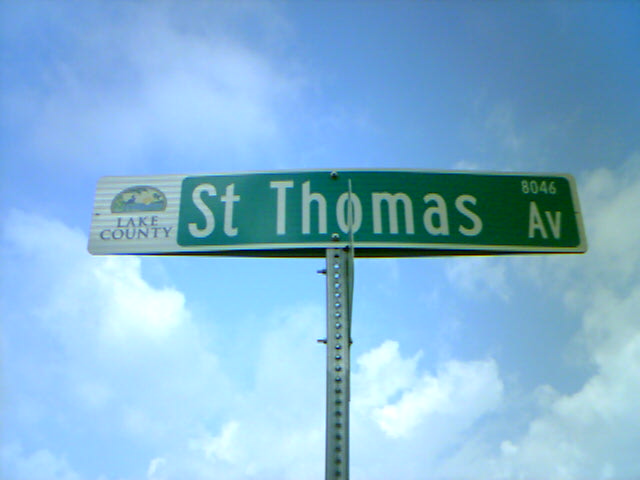 LAKE
COUNTY
St Thomas
8046
Av